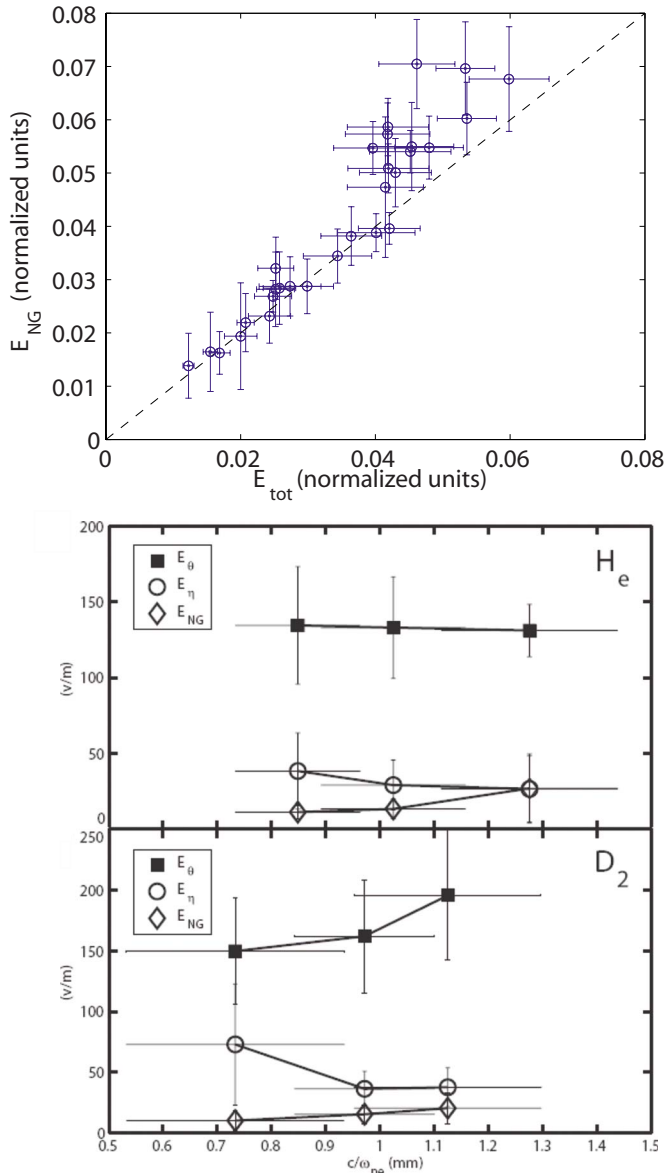 0.08
0.07
0.06
0.05
0.04
0.03
0.02
0.01
0
E_NG (normalized units)
0 0.02 0.04 0.06 0.08
E_tot (normalized units)
200
150
100
50
0
(v/m)
E_θ
E_η
E_NG
H_e
250
200
150
100
50
0
(v/m)
E_θ
E_η
E_NG
D_2
0.5 0.6 0.7 0.8 0.9 1 1.1 1.2 1.3 1.4 1.5
c/ω_pe (mm)